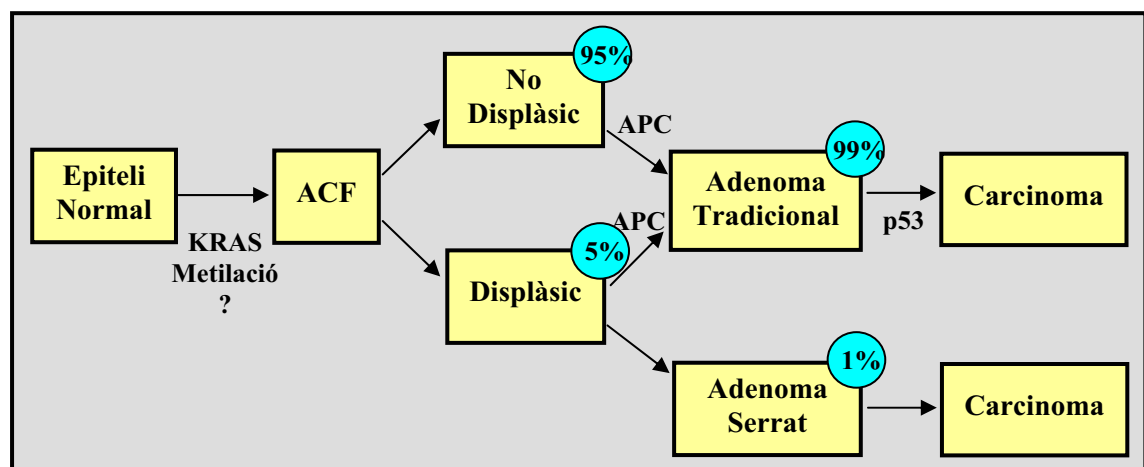 Epiteli
Normal
KRAS
Metilació
?
ACF
No
Displàsic
95%
Displàsic
5%
APC
APC
Adenoma
Tradicional
99%
p53
Carcinoma
Adenoma
Serrat
1%
Carcinoma